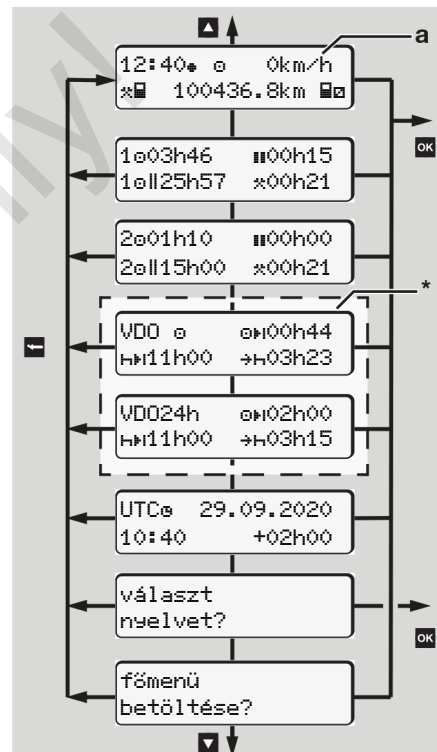 a
12:40 0km/h
100436.8km
OK
1 03h46 00h15
1 25h57 00h21
2 01h10 00h00
2 15h00 00h21
*
VDO 00h44
11h00 03h23
VDO24h 02h00
11h00 03h15
UTC 29.09.2020
10:40 +02h00
választ
nyelvet?
OK
főmenü
betöltése?